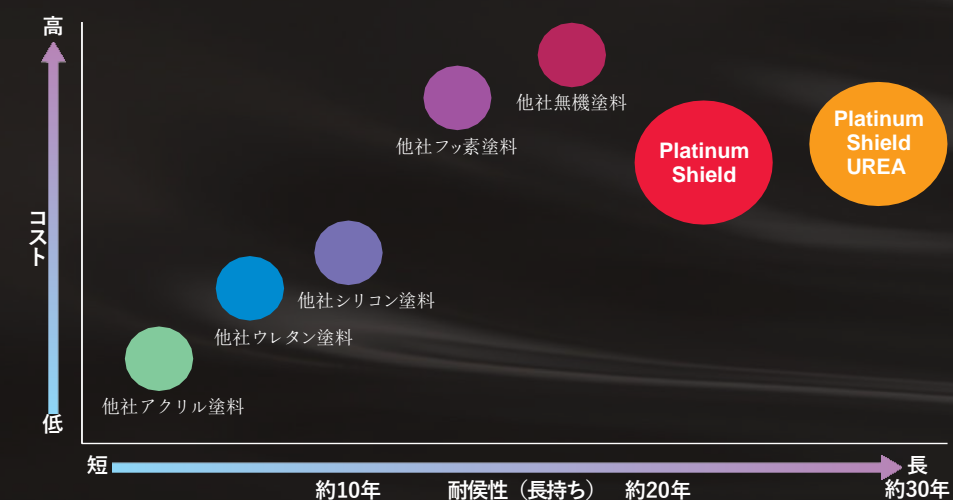 高
他社無機塗料
他社フッ素塗料
Platinum
Shield
Platinum
Shield
UREA
コスト
他社シリコン塗料
他社ウレタン塗料
他社アクリル塗料
低
短
長
約10年
耐侯性（長持ち）
約20年
約30年